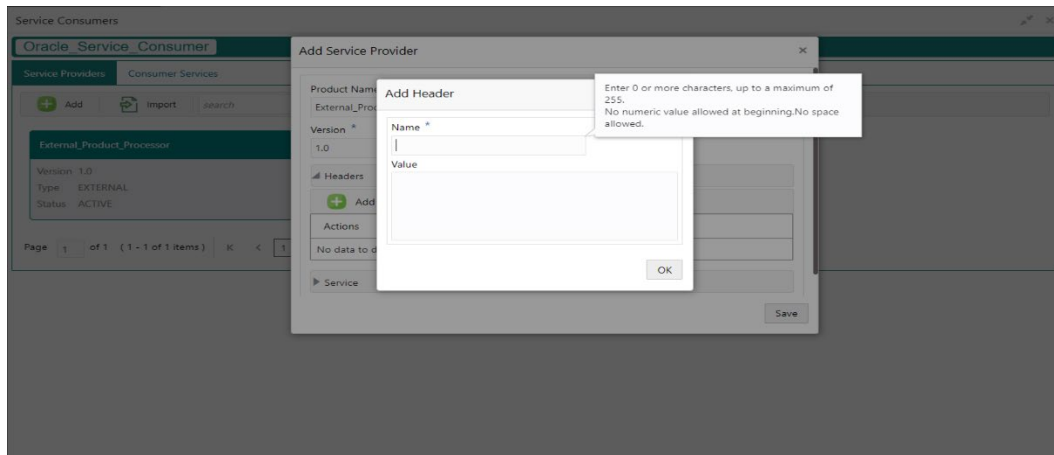 Service Consumers
Oracle_Service_Consumer
Service Providers Consumer Services
Add Import search
External_Product_Processor
Version 1.0
Type EXTERNAL
Status ACTIVE
Page 1 of 1 ( 1 - 1 of 1 items ) K < 1
Add Service Provider ×
Product Name
External_Proc
Version *
1.0
Headers
Add
Actions
No data to d
Service
Save
Add Header
Name *
Value
OK
Enter 0 or more characters, up to a maximum of
255.
No numeric value allowed at beginning.No space
allowed.